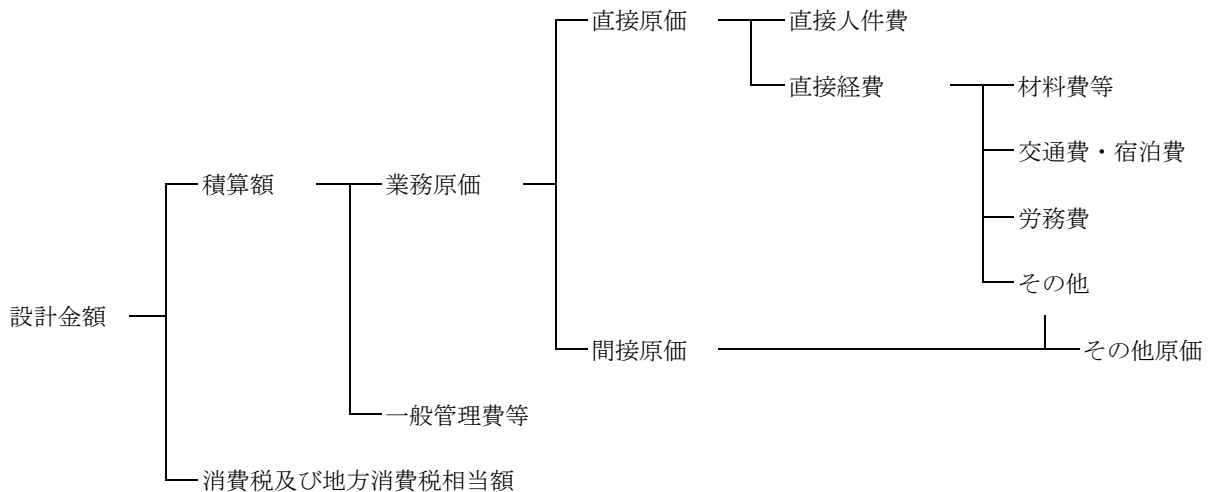 直接原価
直接人件費
直接経費
材料費等
交通費・宿泊費
積算額
業務原価
労務費
その他
設計金額
間接原価
その他原価
一般管理費等
消費税及び地方消費税相当額